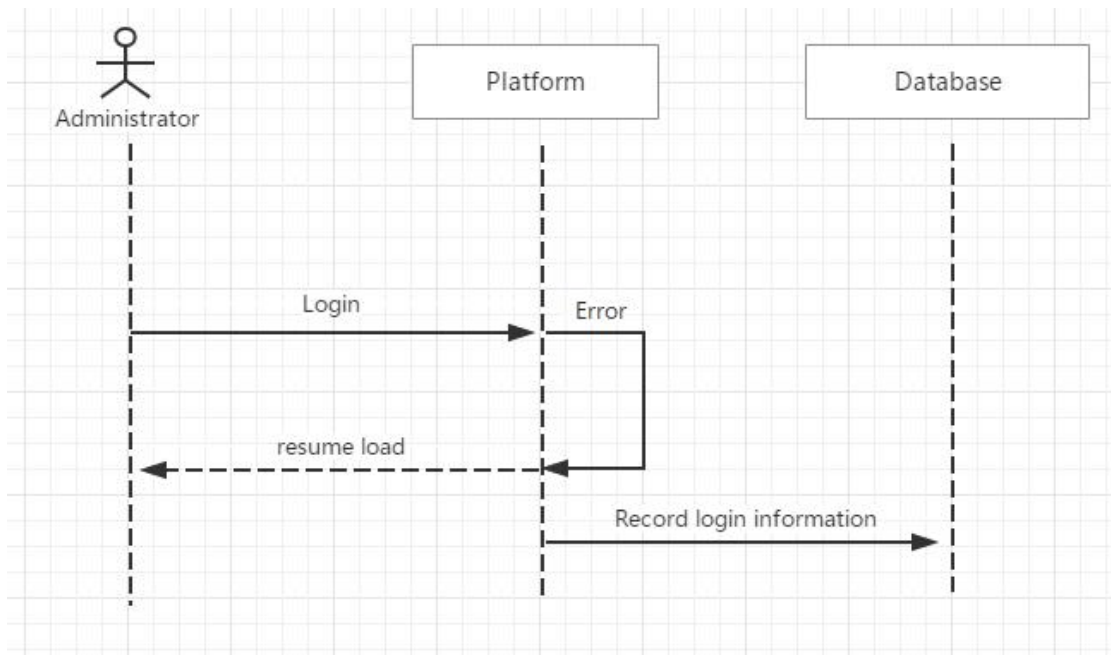 Administrator
Platform
Database
Login
Error
resume load
Record login information